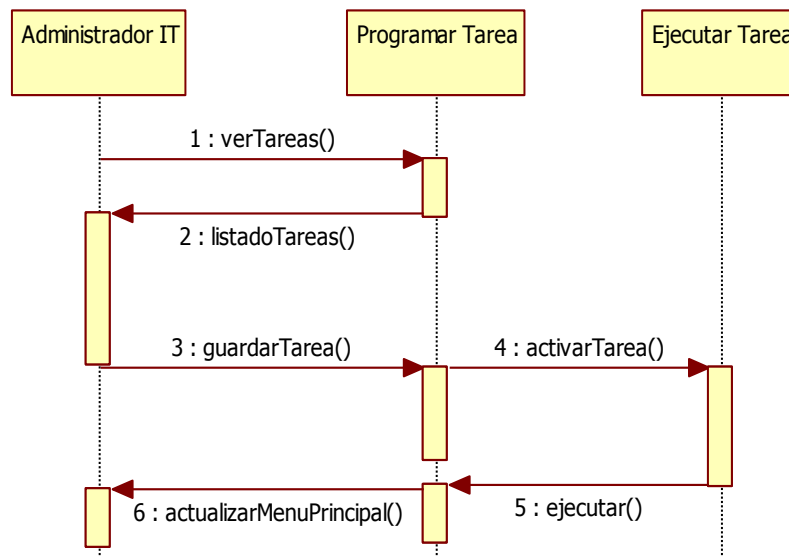 Administrador IT
Programar Tarea
Ejecutar Tarea
1 : verTareas()
2 : listadoTareas()
3 : guardarTarea()
4 : activarTarea()
5 : ejecutar()
6 : actualizarMenuPrincipal()